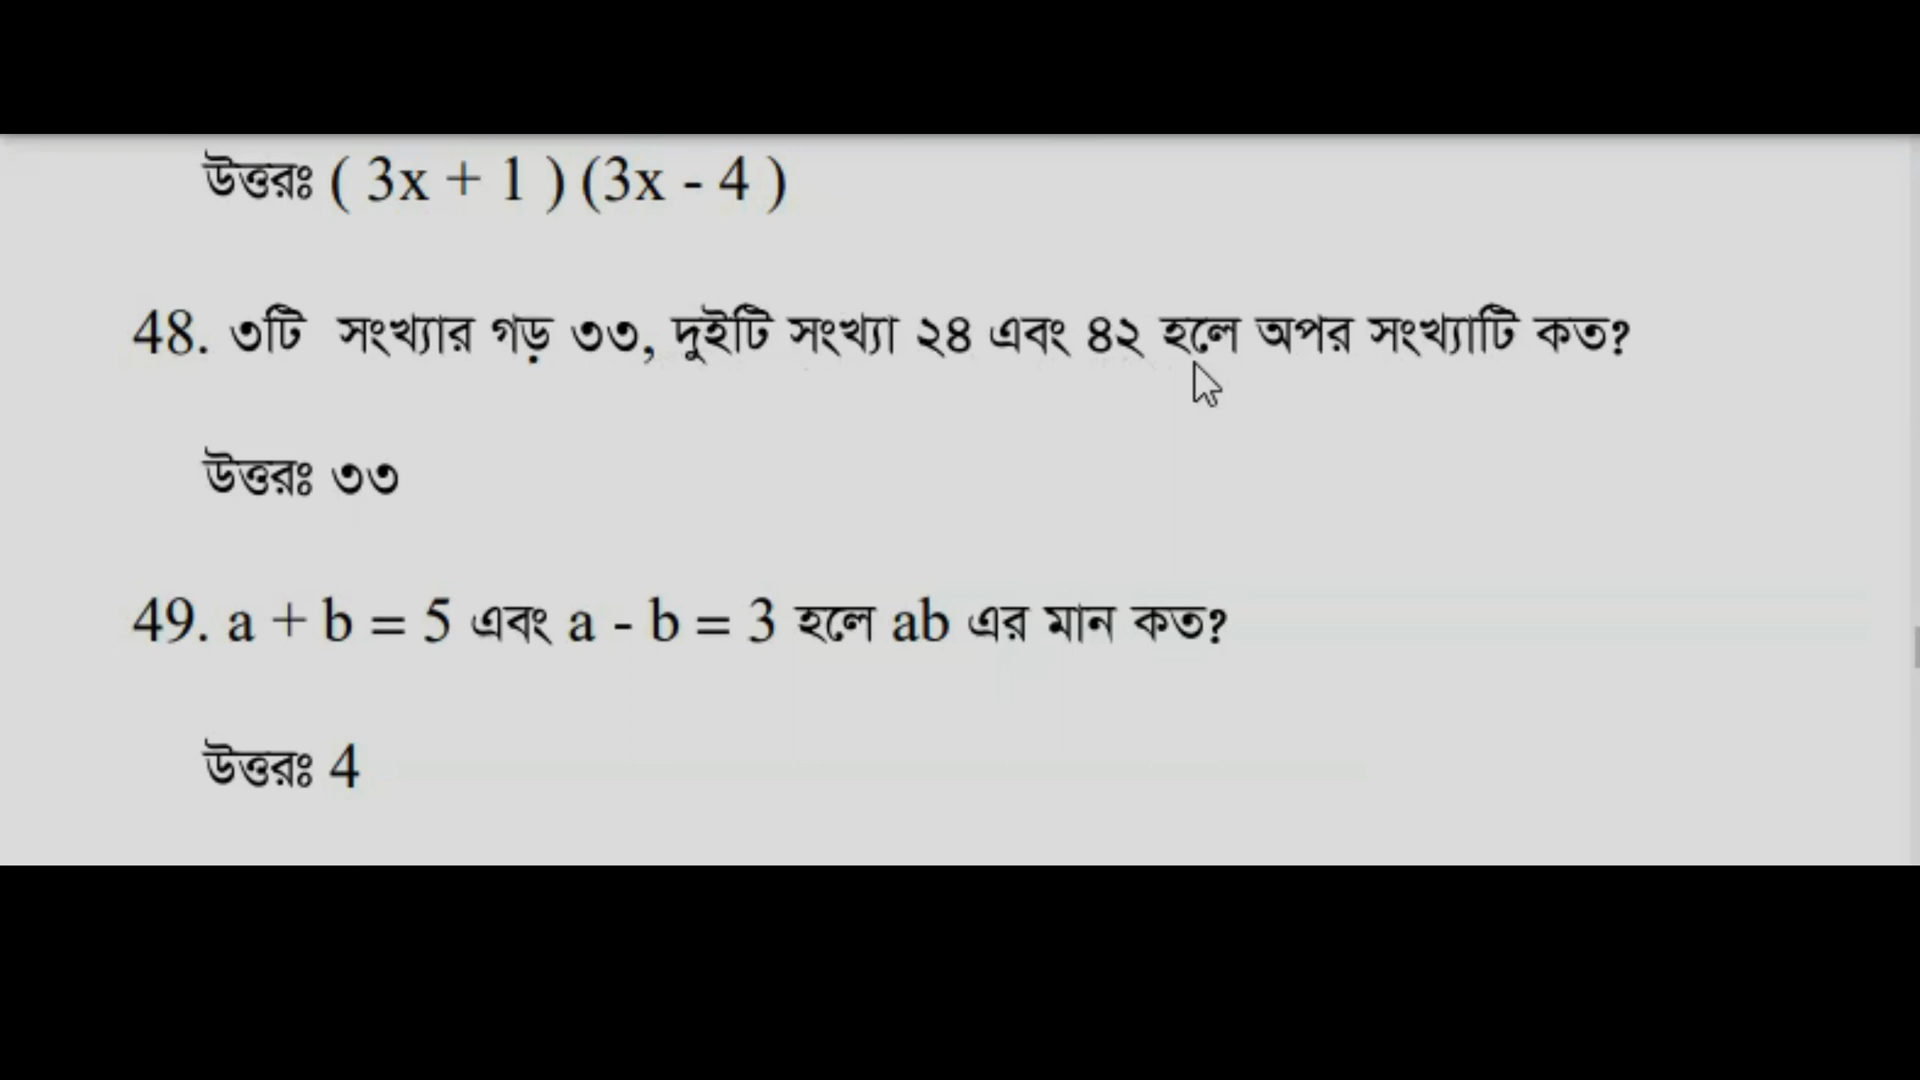 উত্তরঃ ( 3x + 1 ) (3x - 4 )
48. ৩টি সংখ্যার গড় ৩৩, দুইটি সংখ্যা ২৪ এবং ৪২ হলে অপর সংখ্যাটি কত?
উত্তরঃ ৩৩
49. a + b = 5 এবং a - b = 3 হলে ab এর মান কত?
উত্তরঃ 4